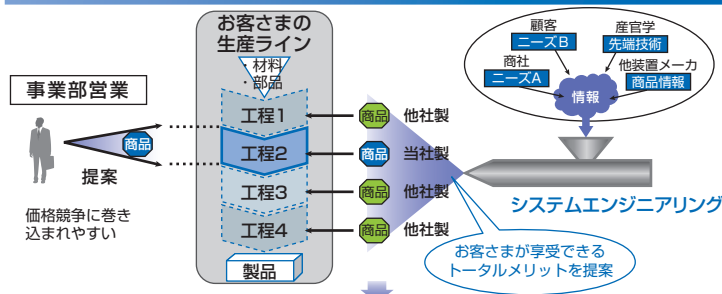 お客さまの
生産ライン
・材料
・部品
事業部営業
商品
提案
価格競争に巻き
込まれやすい
工程1
工程2
工程3
工程4
製品
商品 他社製
商品 当社製
商品 他社製
商品 他社製
顧客
ニーズB
産官学
先端技術
商社
ニーズA
他装置メーカ
商品情報
情報
システムエンジニアリング
お客さまが享受できる
トータルメリットを提案